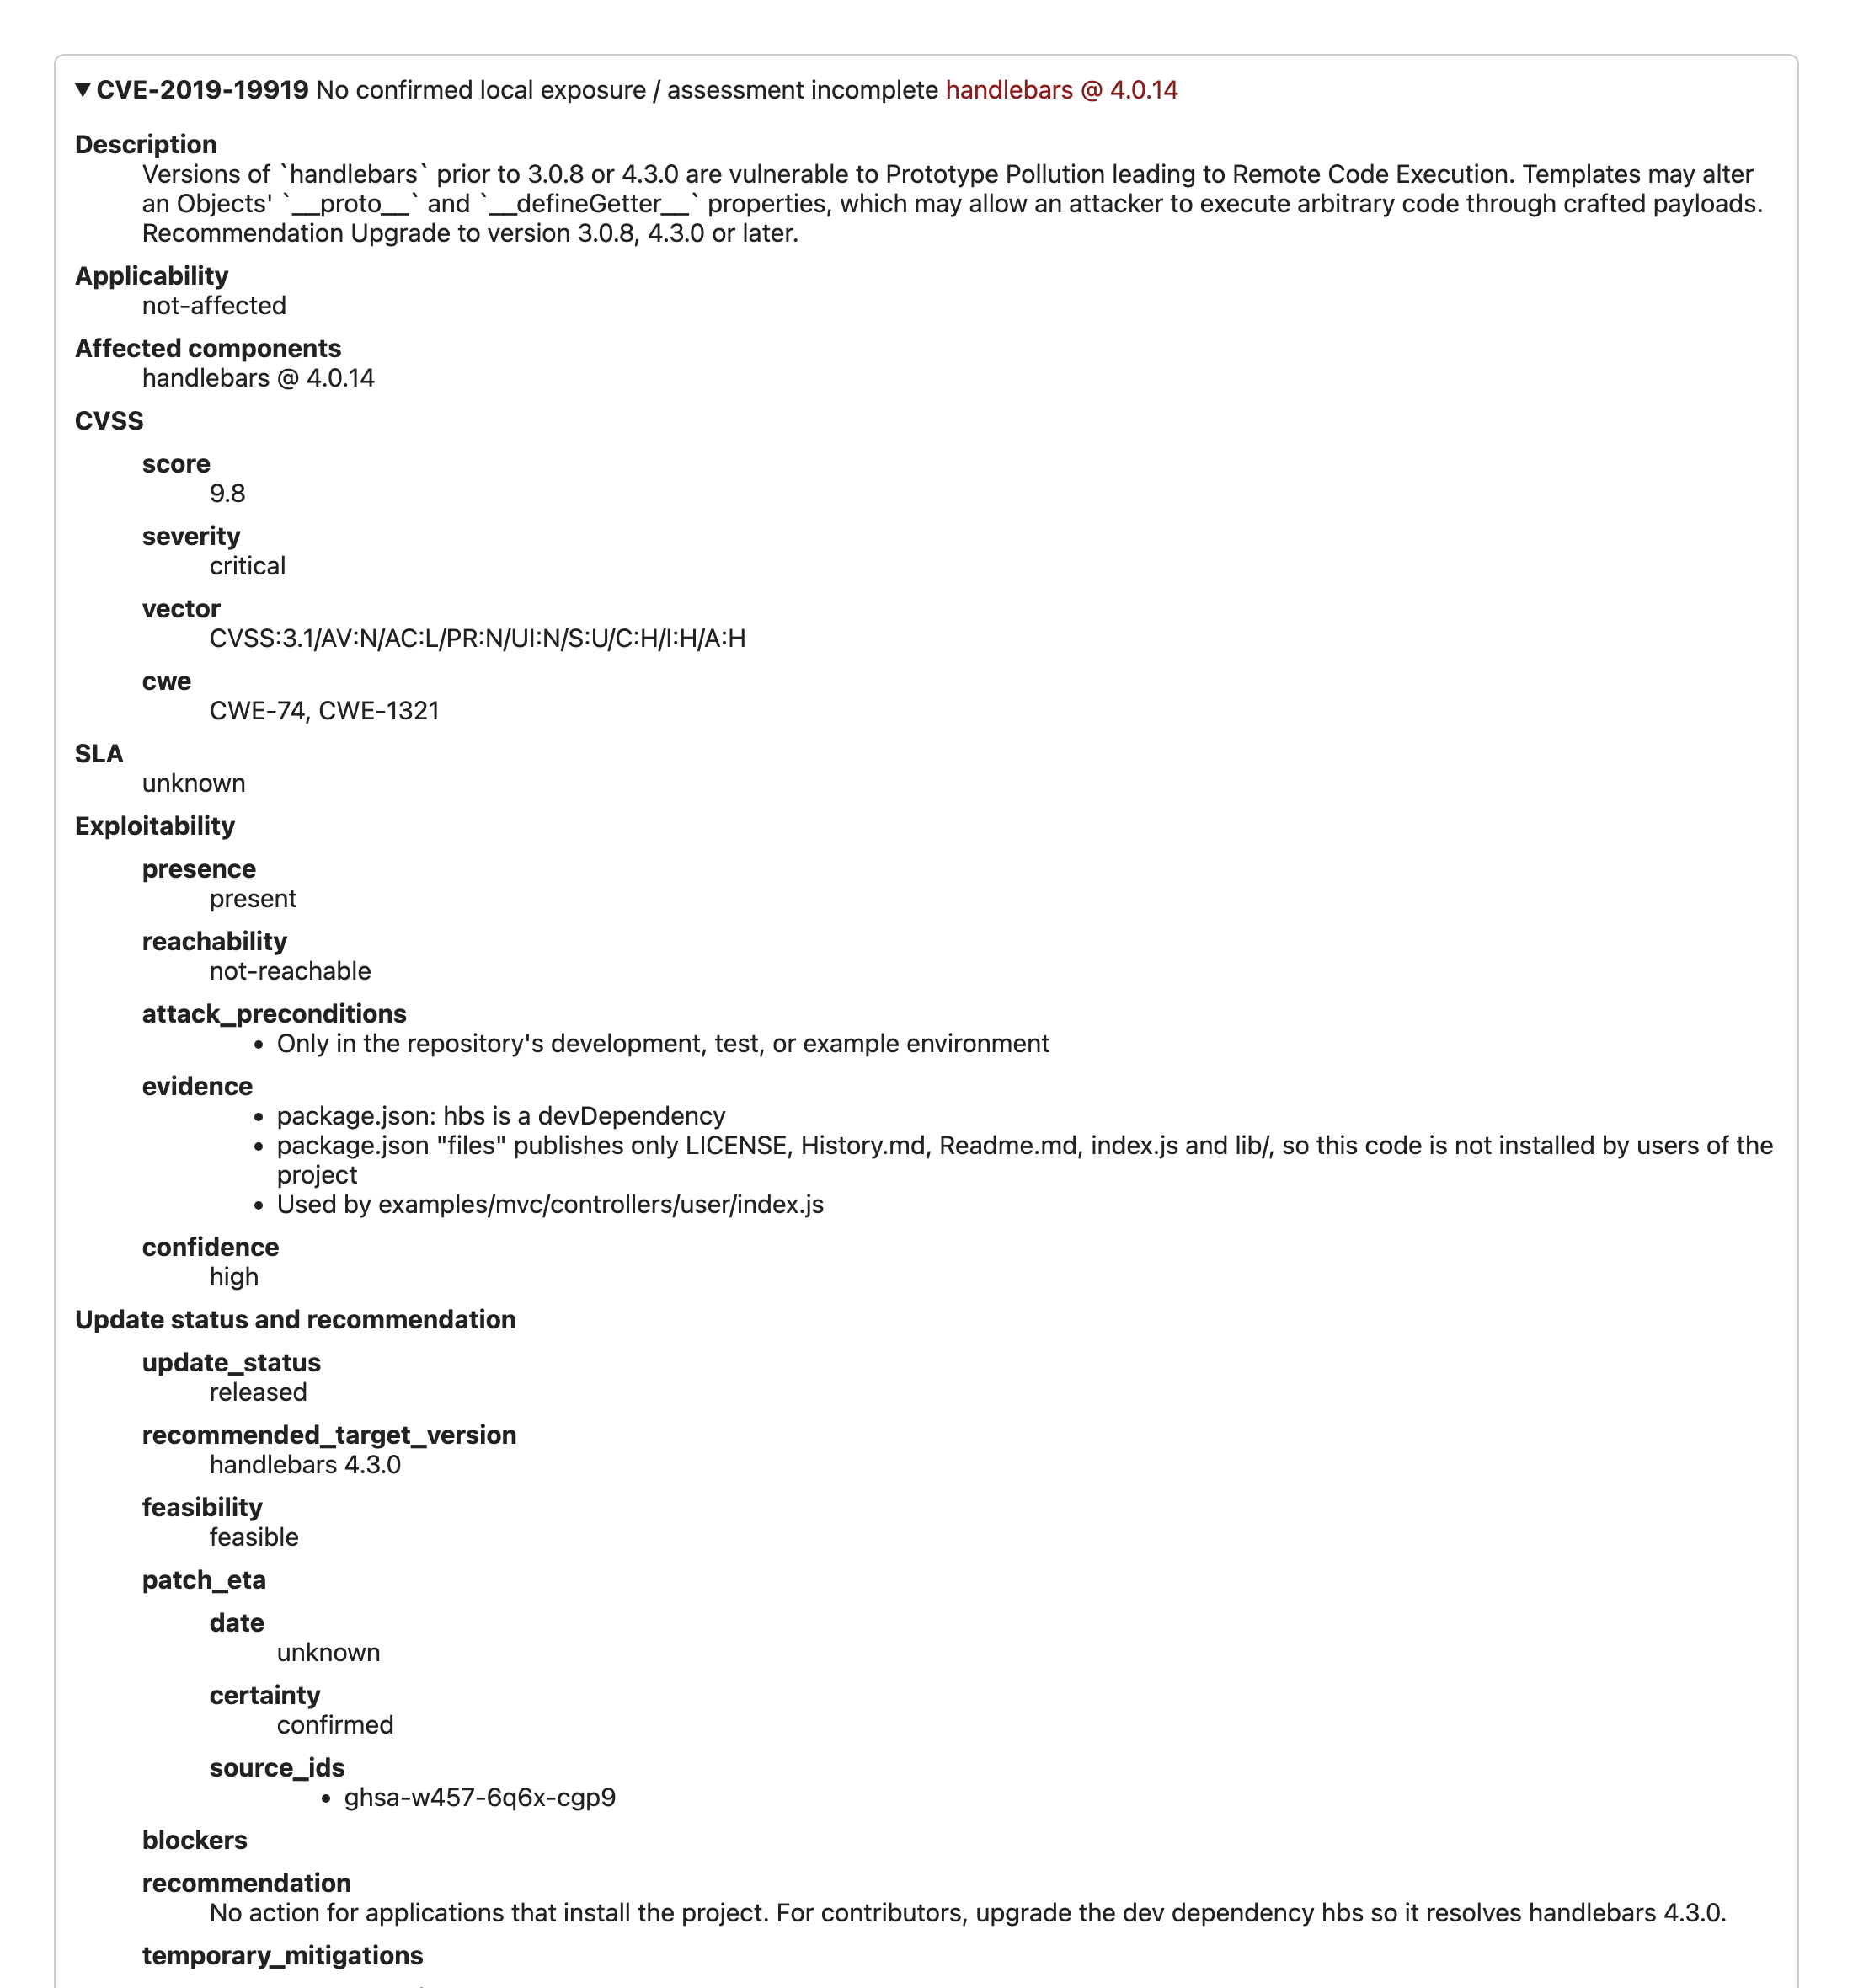 ▼ CVE-2019-19919 No confirmed local exposure / assessment incomplete handlebars @ 4.0.14
Description
Versions of `handlebars` prior to 3.0.8 or 4.3.0 are vulnerable to Prototype Pollution leading to Remote Code Execution. Templates may alter
an Objects' `__proto__` and `__defineGetter__` properties, which may allow an attacker to execute arbitrary code through crafted payloads.
Recommendation Upgrade to version 3.0.8, 4.3.0 or later.
Applicability
not-affected
Affected components
handlebars @ 4.0.14
CVSS
score
9.8
severity
critical
vector
CVSS:3.1/AV:N/AC:L/PR:N/UI:N/S:U/C:H/I:H/A:H
cwe
CWE-74, CWE-1321
SLA
unknown
Exploitability
presence
present
reachability
not-reachable
attack_preconditions
• Only in the repository's development, test, or example environment
evidence
• package.json: hbs is a devDependency
• package.json "files" publishes only LICENSE, History.md, Readme.md, index.js and lib/, so this code is not installed by users of the
project
• Used by examples/mvc/controllers/user/index.js
confidence
high
Update status and recommendation
update_status
released
recommended_target_version
handlebars 4.3.0
feasibility
feasible
patch_eta
date
unknown
certainty
confirmed
source_ids
• ghsa-w457-6q6x-cgp9
blockers
recommendation
No action for applications that install the project. For contributors, upgrade the dev dependency hbs so it resolves handlebars 4.3.0.
temporary_mitigations